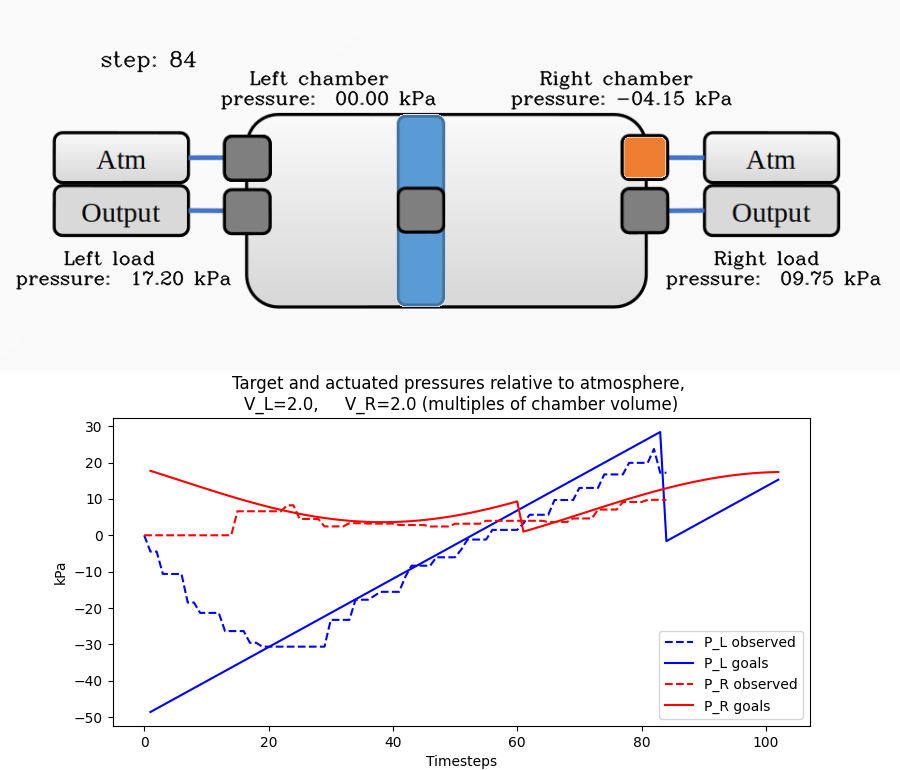 step: 84
Left chamber
pressure: 00.00 kPa
Right chamber
pressure: −04.15 kPa
Atm
Output
Atm
Output
Left load
pressure: 17.20 kPa
Right load
pressure: 09.75 kPa
Target and actuated pressures relative to atmosphere,
V_L=2.0, V_R=2.0 (multiples of chamber volume)
30
20
10
0
−10
−20
−30
−40
−50
kPa
0 20 40 60 80 100
Timesteps
P_L observed
P_L goals
P_R observed
P_R goals